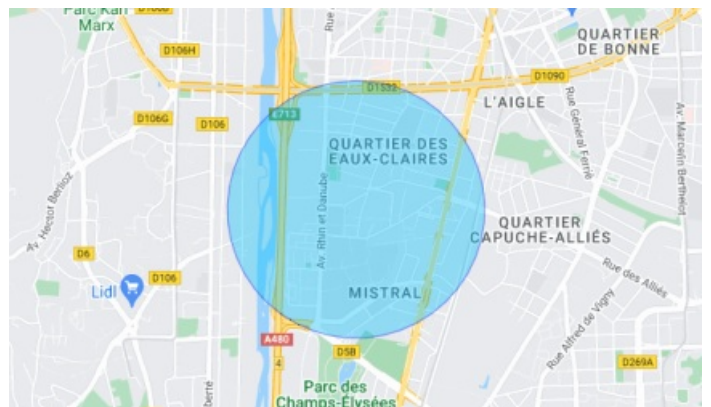 Parc Karl
Marx
D106H
QUARTIER
DE BONNE
D1532
D1090
L'AIGLE
E713
D106G
D106
QUARTIER DES
EAUX-CLAIRES
Rue Général Ferrié
Av. Marcelin Berthelot
Av. Hector Berlioz
Av. Rhin et Danube
QUARTIER
CAPUCHE-ALLIÉS
D6
D106
Lidl
MISTRAL
Rue des Alliés
Rue Alfred de Vigny
A480
D5B
4
D269A
Parc des
Champs-Élysées